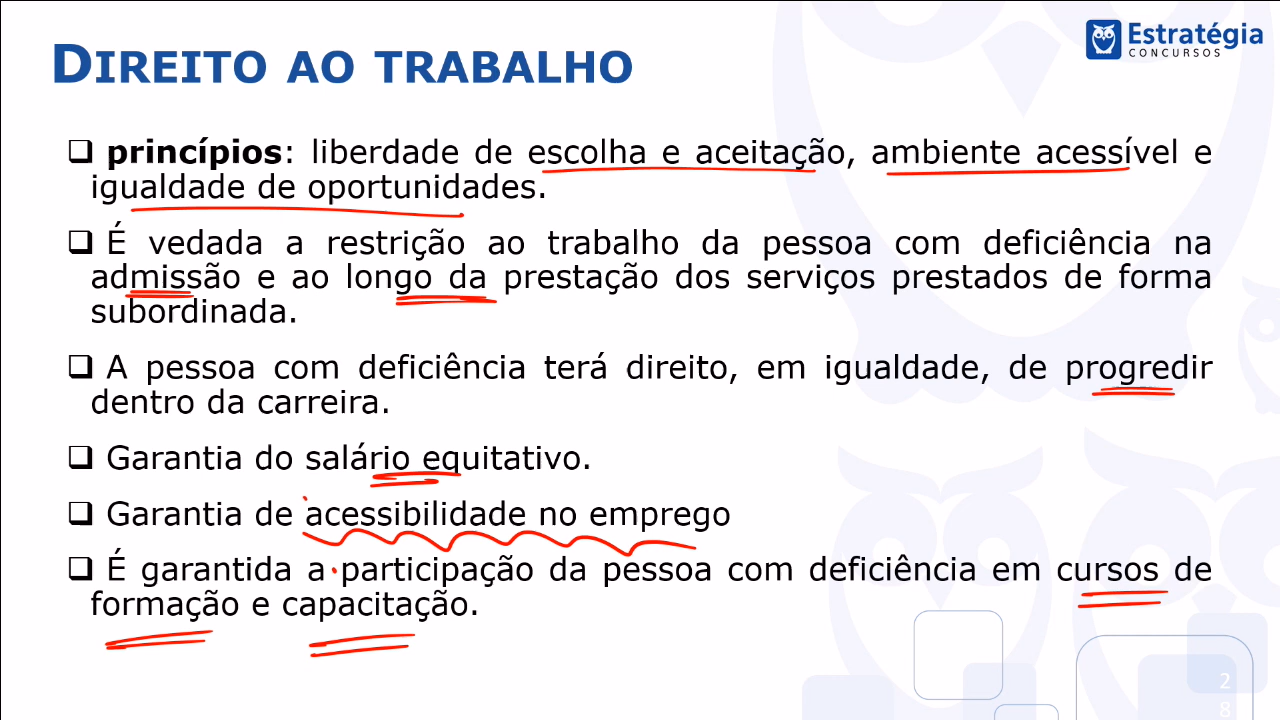 DIREITO AO TRABALHO
Estratégia
CONCURSOS
❑ princípios: liberdade de escolha e aceitação, ambiente acessível e
igualdade de oportunidades.
❑ É vedada a restrição ao trabalho da pessoa com deficiência na
admissão e ao longo da prestação dos serviços prestados de forma
subordinada.
❑ A pessoa com deficiência terá direito, em igualdade, de progredir
dentro da carreira.
❑ Garantia do salário equitativo.
❑ Garantia de acessibilidade no emprego
❑ É garantida a participação da pessoa com deficiência em cursos de
formação e capacitação.
2
8